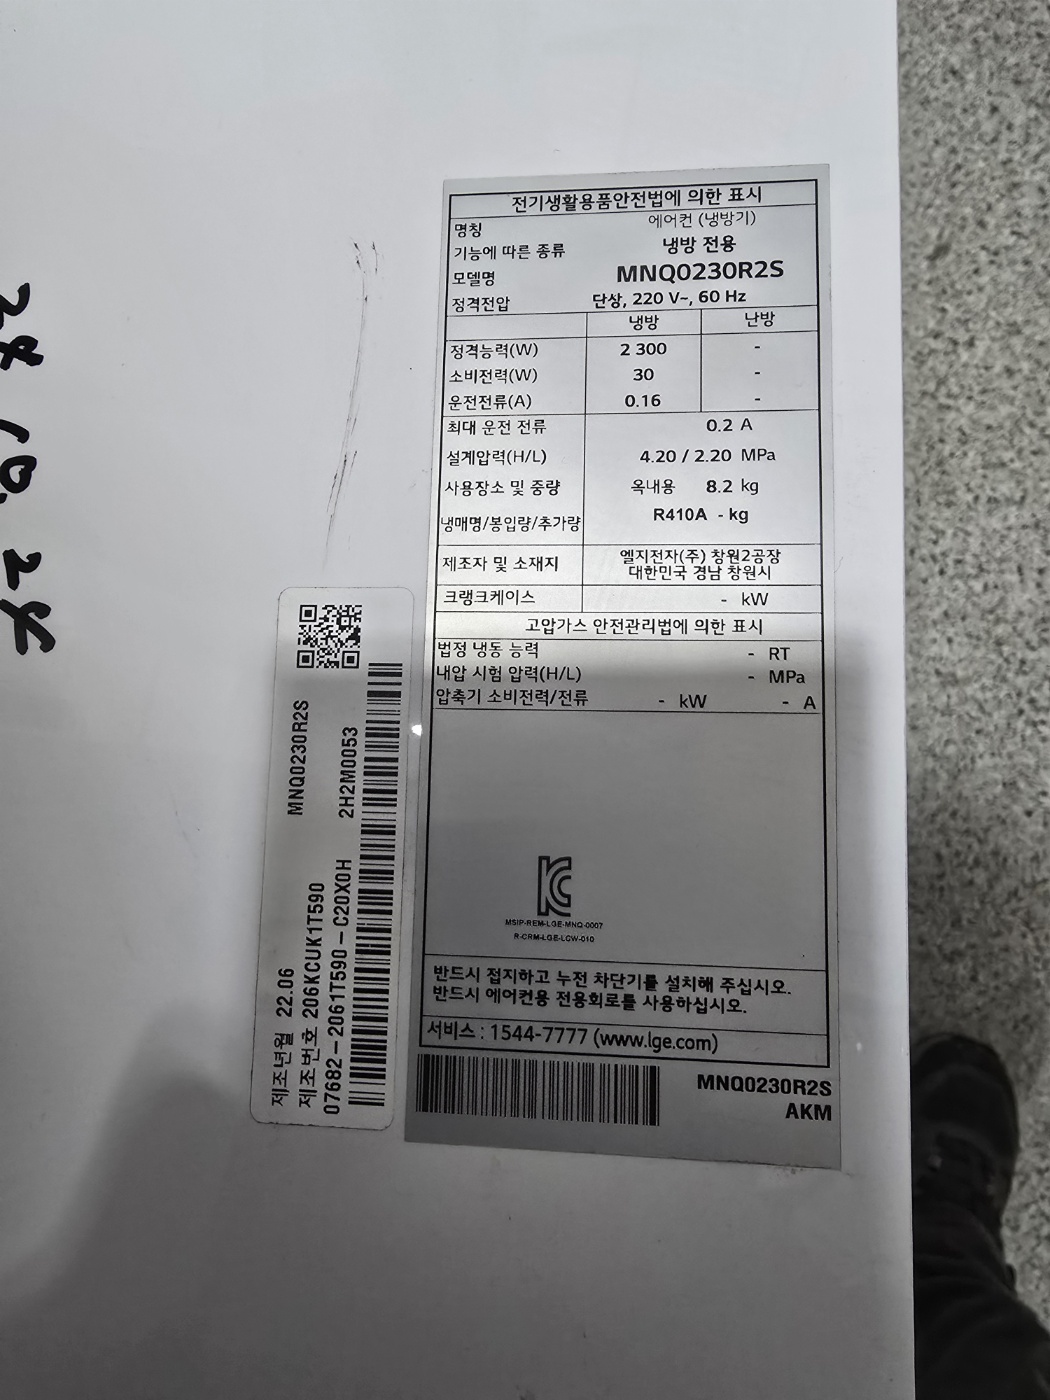 전기생활용품안전법에 의한 표시
명칭 에어컨 (냉방기)
기능에 따른 종류 냉방 전용
모델명 MNQ0230R2S
정격전압 단상, 220 V~, 60 Hz
냉방 난방
정격능력(W) 2 300 -
소비전력(W) 30 -
운전전류(A) 0.16 -
최대 운전 전류 0.2 A
설계압력(H/L) 4.20 / 2.20 MPa
사용장소 및 중량 옥내용 8.2 kg
냉매명/봉입량/추가량 R410A - kg
제조자 및 소재지 엘지전자(주) 창원2공장
대한민국 경남 창원시
크랭크케이스 - kW
고압가스 안전관리법에 의한 표시
법정 냉동 능력 - RT
내압 시험 압력(H/L) - MPa
압축기 소비전력/전류 - kW - A
MSIP-REM-LGE-MNQ-0007
R-CRM-LGE-LCW-010
반드시 접지하고 누전 차단기를 설치해 주십시오.
반드시 에어컨용 전용회로를 사용하십시오.
서비스 : 1544-7777 (www.lge.com)
MNQ0230R2S
AKM
제조년월 22.06 MNQ0230R2S
제조번호 206KCUK1T590
07682-2061T590-C20X0H 2H2M0053